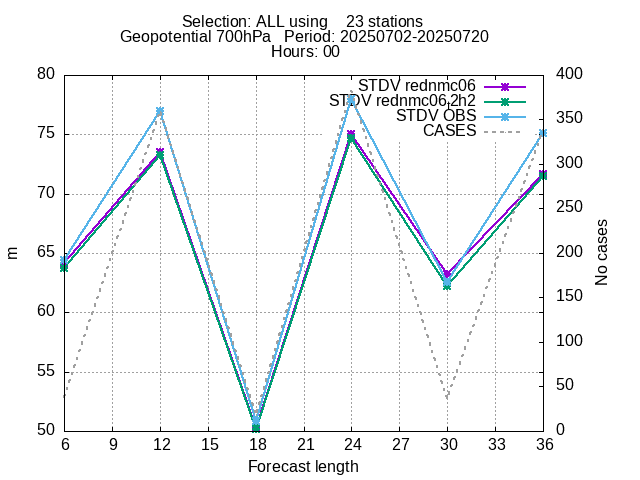 Selection: ALL using    23 stations
Geopotential 700hPa   Period: 20250702-20250720
Hours: 00
80 400
STDV rednmc06
STDV rednmc06,2h2
STDV OBS
CASES
75 350
70 300
65 250
60 200
55 150
50 100
50
0
m
No cases
6 9 12 15 18 21 24 27 30 33 36
Forecast length